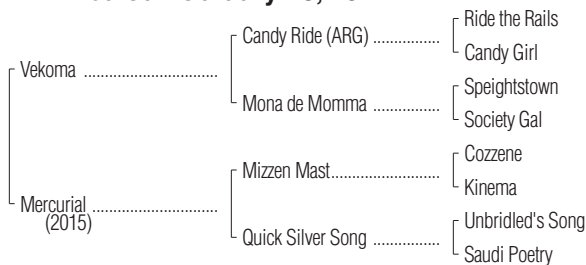 Ride the Rails
Candy Ride (ARG)
Candy Girl
Vekoma
Speightstown
Mona de Momma
Society Gal
Cozzene
Mizzen Mast
Kinema
Mercurial
(2015)
Unbridled's Song
Quick Silver Song
Saudi Poetry